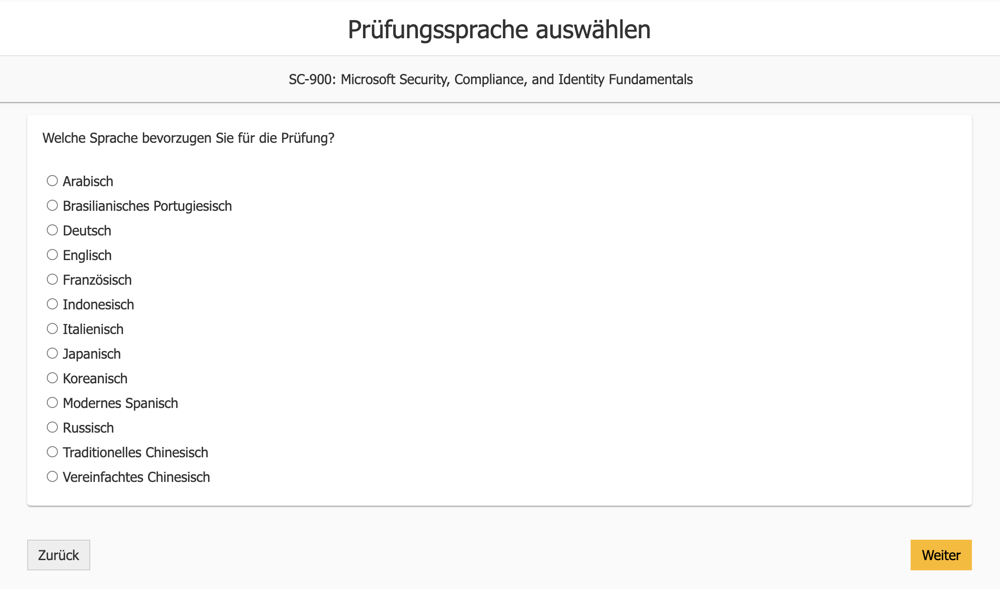 Prüfungssprache auswählen
SC-900: Microsoft Security, Compliance, and Identity Fundamentals
Welche Sprache bevorzugen Sie für die Prüfung?
Arabisch
Brasilianisches Portugiesisch
Deutsch
Englisch
Französisch
Indonesisch
Italienisch
Japanisch
Koreanisch
Modernes Spanisch
Russisch
Traditionelles Chinesisch
Vereinfachtes Chinesisch
Zurück
Weiter